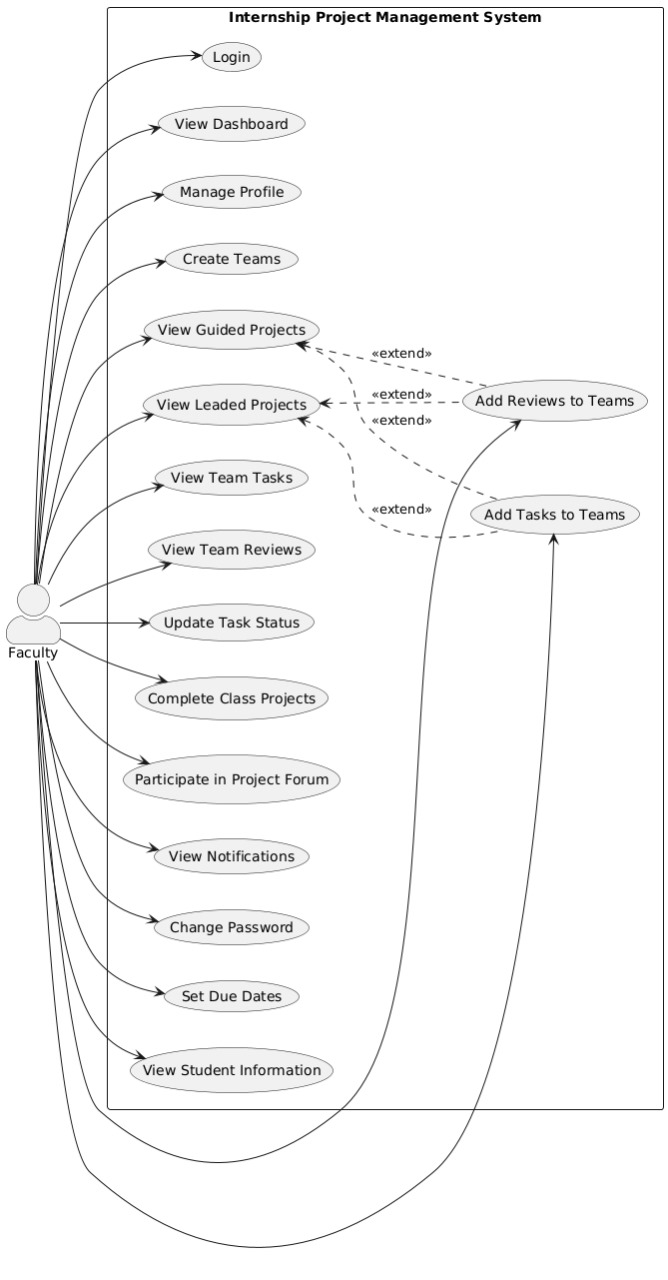 Internship Project Management System
Login
View Dashboard
Manage Profile
Create Teams
View Guided Projects
«extend»
View Leaded Projects
«extend»
Add Reviews to Teams
«extend»
View Team Tasks
«extend»
Add Tasks to Teams
View Team Reviews
Update Task Status
Faculty
Complete Class Projects
Participate in Project Forum
View Notifications
Change Password
Set Due Dates
View Student Information